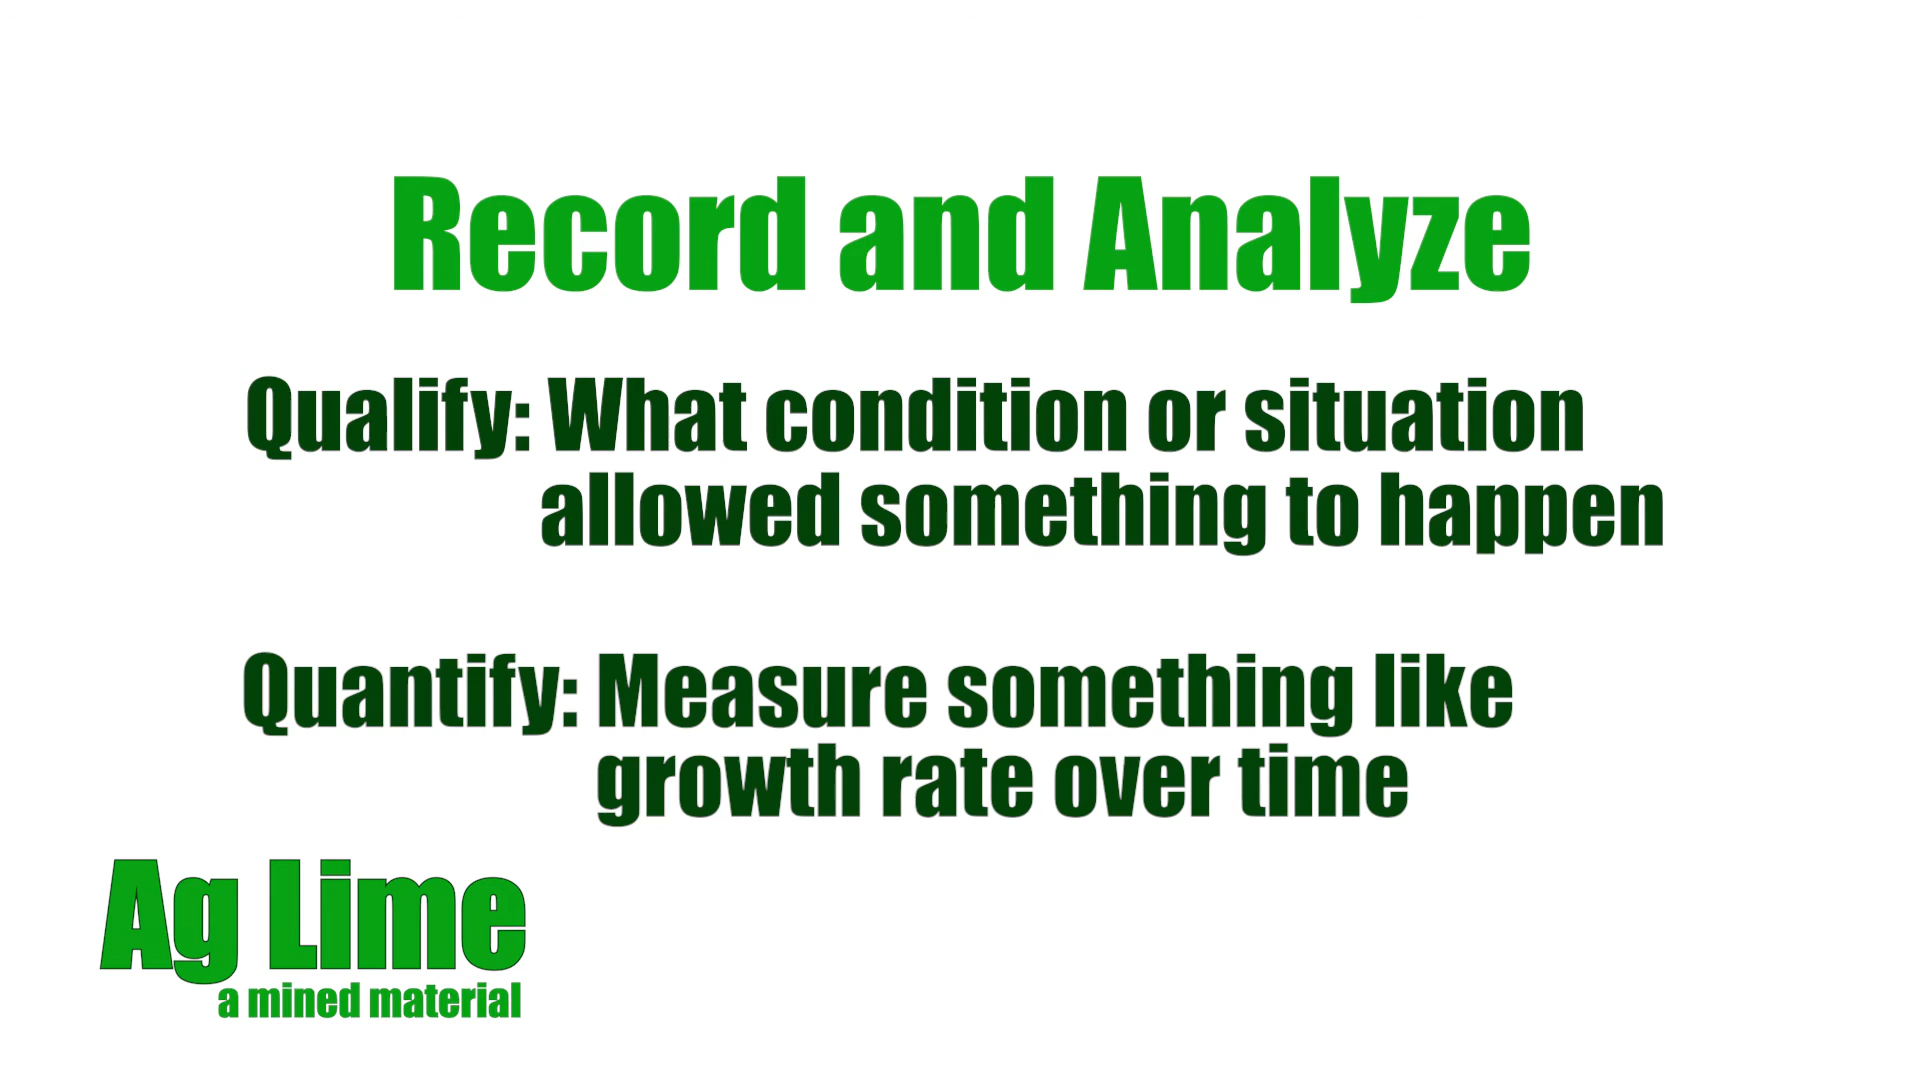 Record and Analyze
Qualify: What condition or situation
allowed something to happen
Quantify: Measure something like
growth rate over time
Ag Lime
a mined material